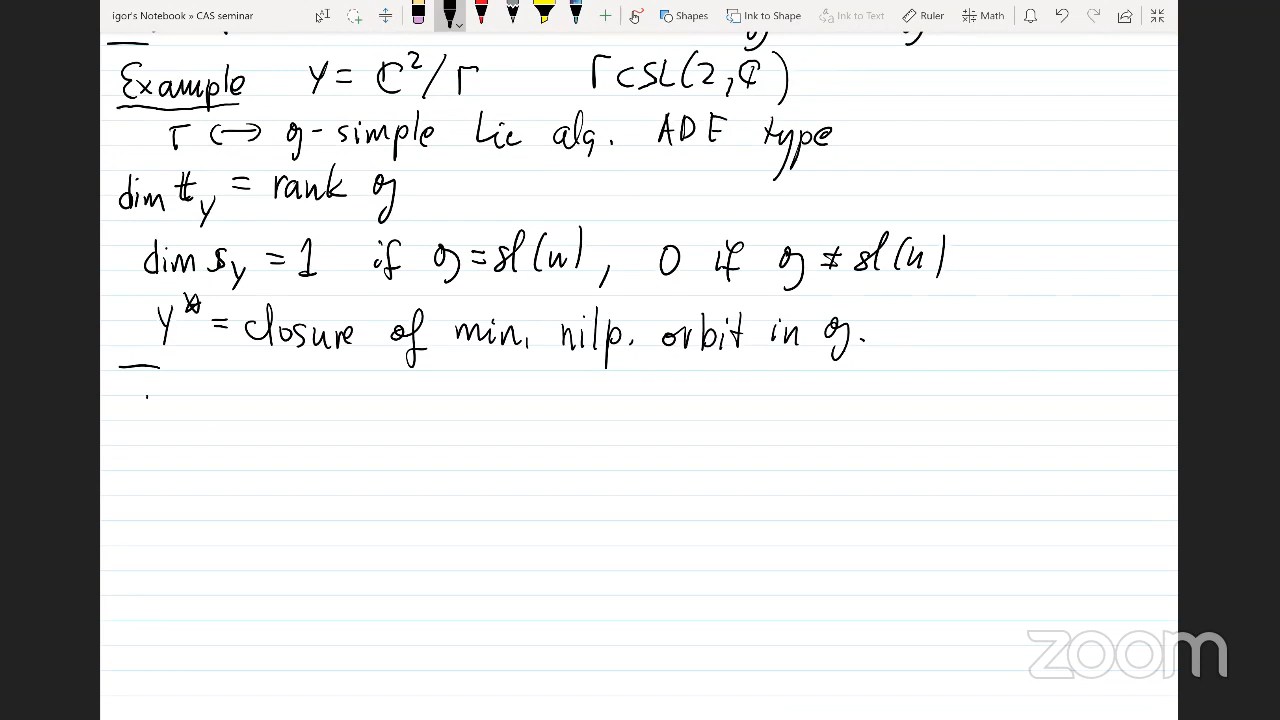 igor's Notebook » CAS seminar
Shapes Ink to Shape Ink to Text Ruler Math
Example Y = ℂ²/Γ Γ⊂SL(2,ℂ)
Γ ↔ g - simple Lie alg. ADE type
dim t_Y = rank g
dim s_Y = 1 if g = sl(n), 0 if g ≠ sl(n)
Y^☆ = closure of min. nilp. orbit in g.
zoom